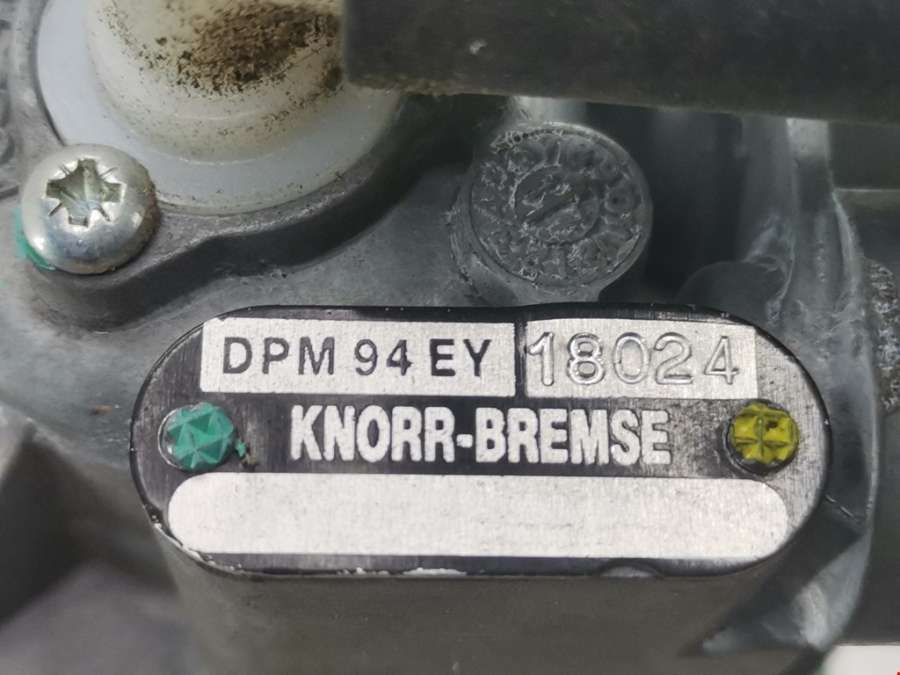 DPM 94 EY 18024
KNORR-BREMSE